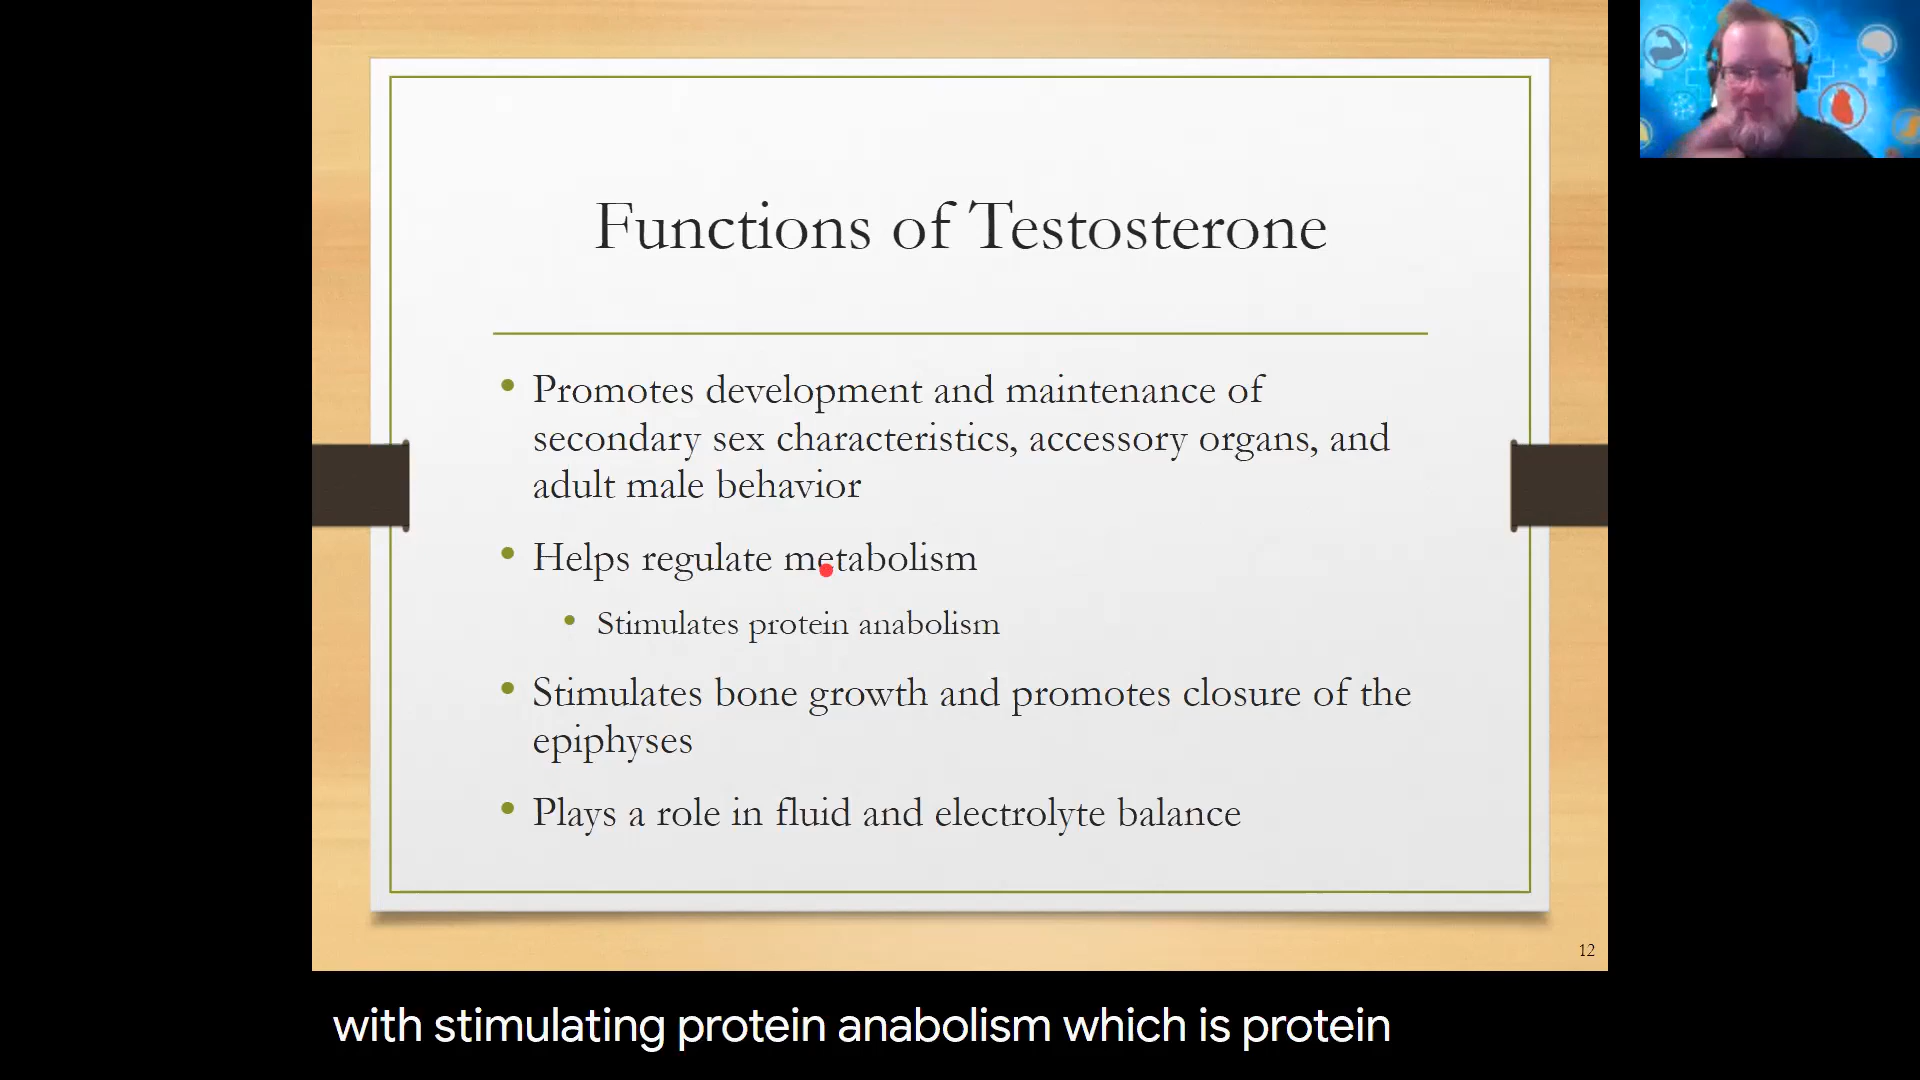 Functions of Testosterone
• Promotes development and maintenance of
secondary sex characteristics, accessory organs, and
adult male behavior
• Helps regulate metabolism
• Stimulates protein anabolism
• Stimulates bone growth and promotes closure of the
epiphyses
• Plays a role in fluid and electrolyte balance
12
with stimulating protein anabolism which is protein